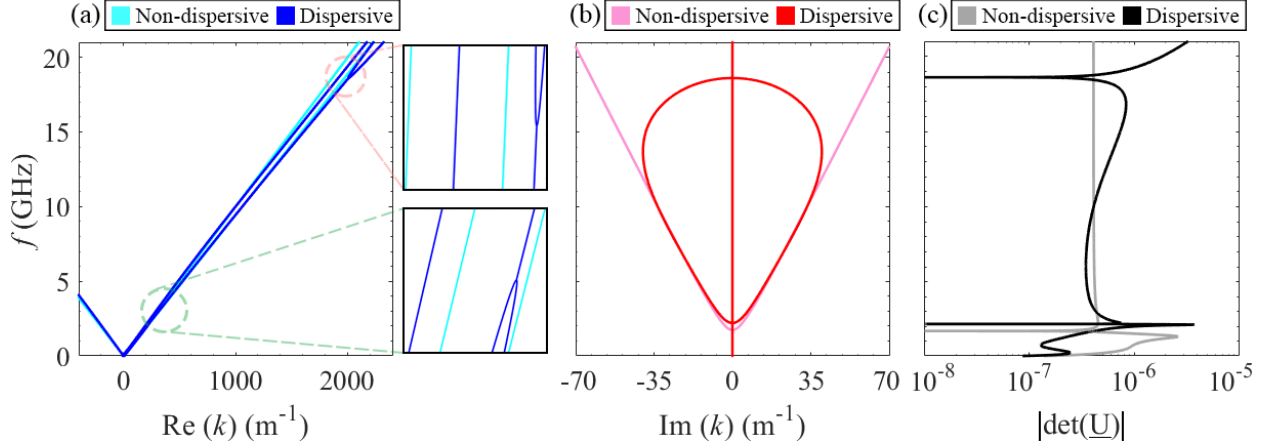 (a) Non-dispersive Dispersive
(b) Non-dispersive Dispersive
(c) Non-dispersive Dispersive
f (GHz)
20
15
10
5
0
0 1000 2000
Re (k) (m⁻¹)
-70 -35 0 35 70
Im (k) (m⁻¹)
10⁻⁸ 10⁻⁷ 10⁻⁶ 10⁻⁵
|det(U)|